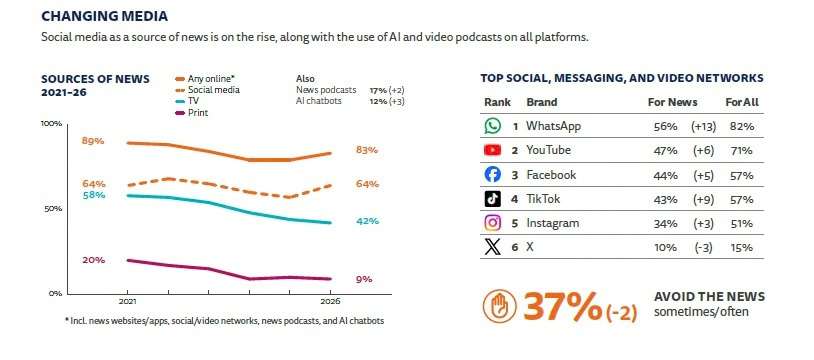 CHANGING MEDIA
Social media as a source of news is on the rise, along with the use of AI and video podcasts on all platforms.
SOURCES OF NEWS
2021–26
Any online*
Social media
TV
Print
Also
News podcasts 17% (+2)
AI chatbots 12% (+3)
100%
50%
0%
89%
64%
58%
20%
83%
64%
42%
9%
2021 2026
* Incl. news websites/apps, social/video networks, news podcasts, and AI chatbots
TOP SOCIAL, MESSAGING, AND VIDEO NETWORKS
Rank Brand For News For All
1 WhatsApp 56% (+13) 82%
2 YouTube 47% (+6) 71%
3 Facebook 44% (+5) 57%
4 TikTok 43% (+9) 57%
5 Instagram 34% (+3) 51%
6 X 10% (-3) 15%
37% (-2)
AVOID THE NEWS
sometimes/often